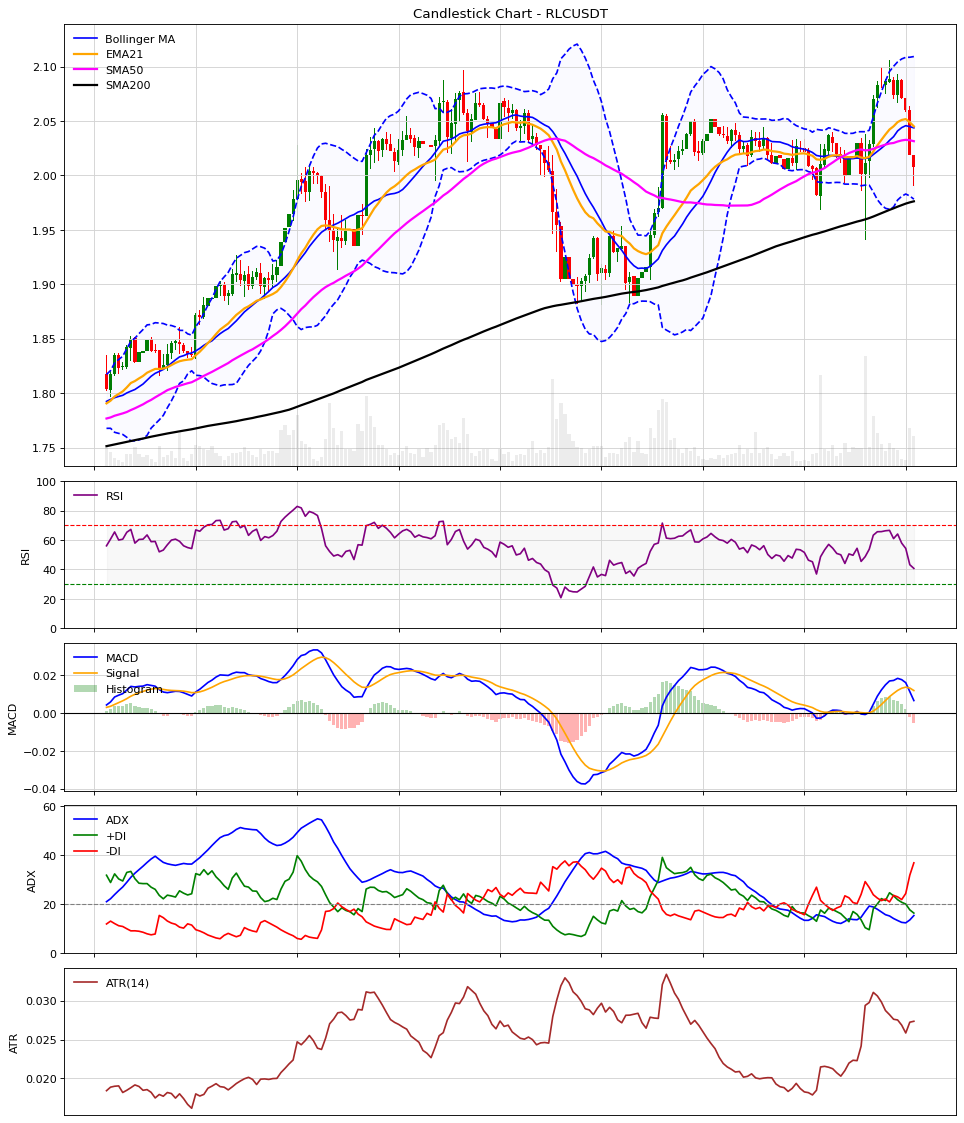 Candlestick Chart - RLCUSDT
Bollinger MA
EMA21
SMA50
SMA200
2.10
2.05
2.00
1.95
1.90
1.85
1.80
1.75
RSI
100
80
60
40
20
0
RSI
MACD
Signal
Histogram
0.02
0.00
−0.02
−0.04
MACD
ADX
+DI
-DI
60
40
20
0
ADX
ATR(14)
0.030
0.025
0.020
ATR